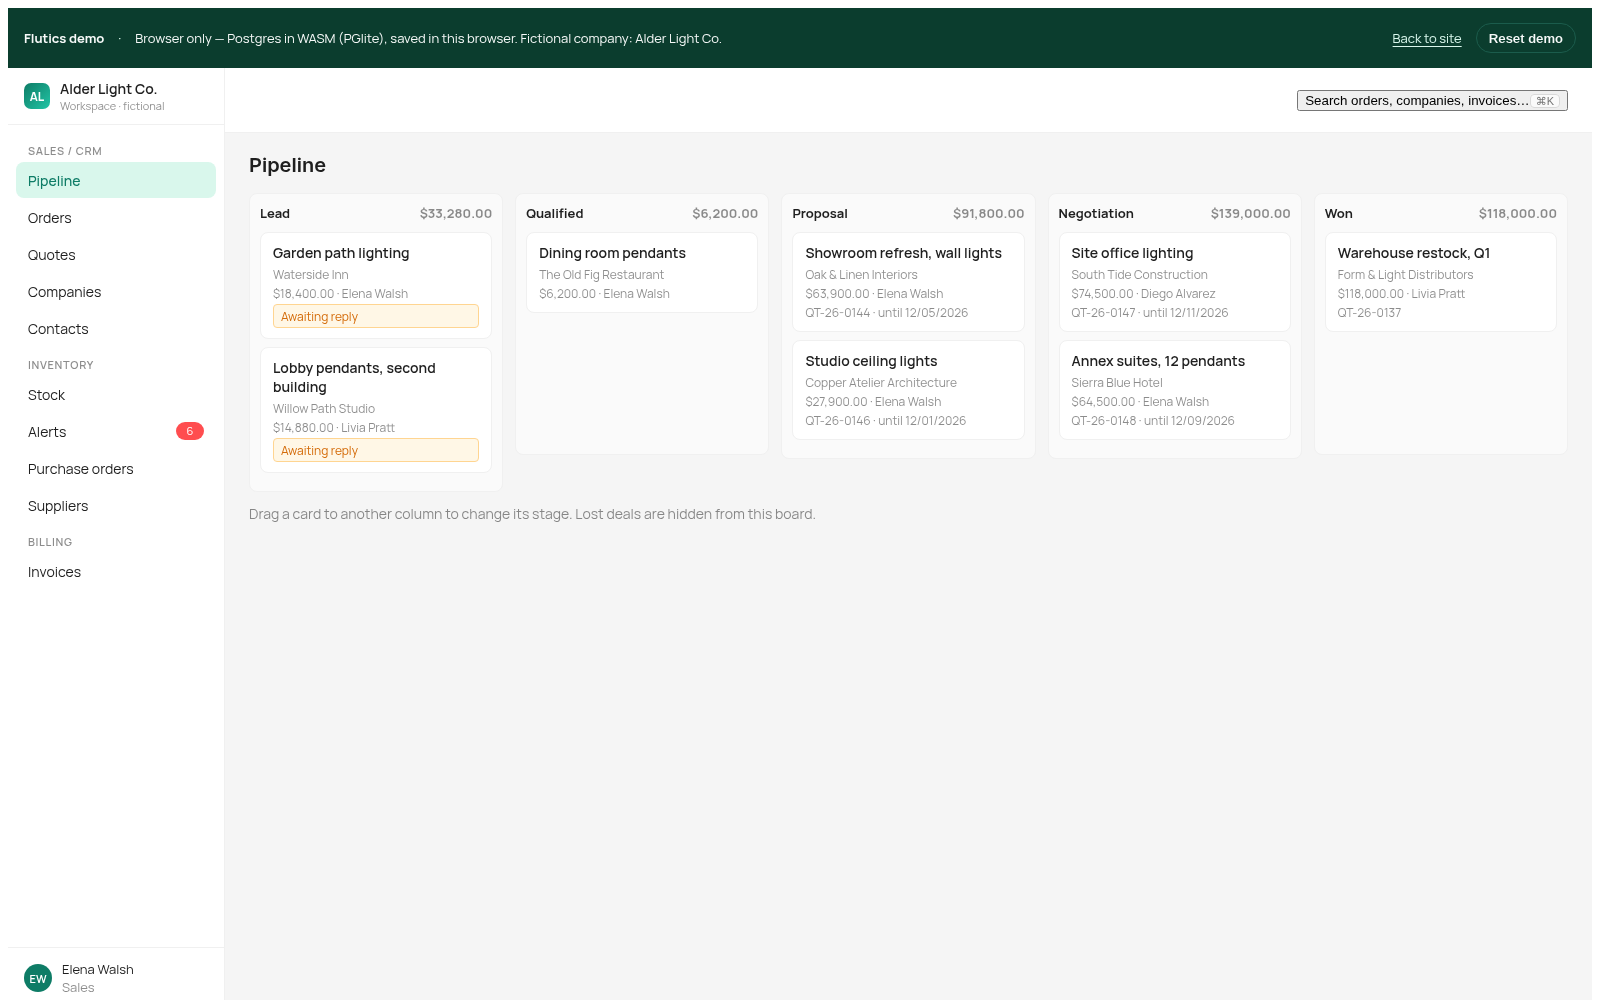 Flutics demo · Browser only — Postgres in WASM (PGlite), saved in this browser. Fictional company: Alder Light Co. Back to site Reset demo
AL Alder Light Co.
Workspace · fictional
Search orders, companies, invoices... ⌘K
SALES / CRM
Pipeline
Orders
Quotes
Companies
Contacts
INVENTORY
Stock
Alerts 6
Purchase orders
Suppliers
BILLING
Invoices
EW Elena Walsh
Sales
Pipeline
Lead $33,280.00
Garden path lighting
Waterside Inn
$18,400.00 · Elena Walsh
Awaiting reply
Lobby pendants, second
building
Willow Path Studio
$14,880.00 · Livia Pratt
Awaiting reply
Qualified $6,200.00
Dining room pendants
The Old Fig Restaurant
$6,200.00 · Elena Walsh
Proposal $91,800.00
Showroom refresh, wall lights
Oak & Linen Interiors
$63,900.00 · Elena Walsh
QT-26-0144 · until 12/05/2026
Studio ceiling lights
Copper Atelier Architecture
$27,900.00 · Elena Walsh
QT-26-0146 · until 12/01/2026
Negotiation $139,000.00
Site office lighting
South Tide Construction
$74,500.00 · Diego Alvarez
QT-26-0147 · until 12/11/2026
Annex suites, 12 pendants
Sierra Blue Hotel
$64,500.00 · Elena Walsh
QT-26-0148 · until 12/09/2026
Won $118,000.00
Warehouse restock, Q1
Form & Light Distributors
$118,000.00 · Livia Pratt
QT-26-0137
Drag a card to another column to change its stage. Lost deals are hidden from this board.